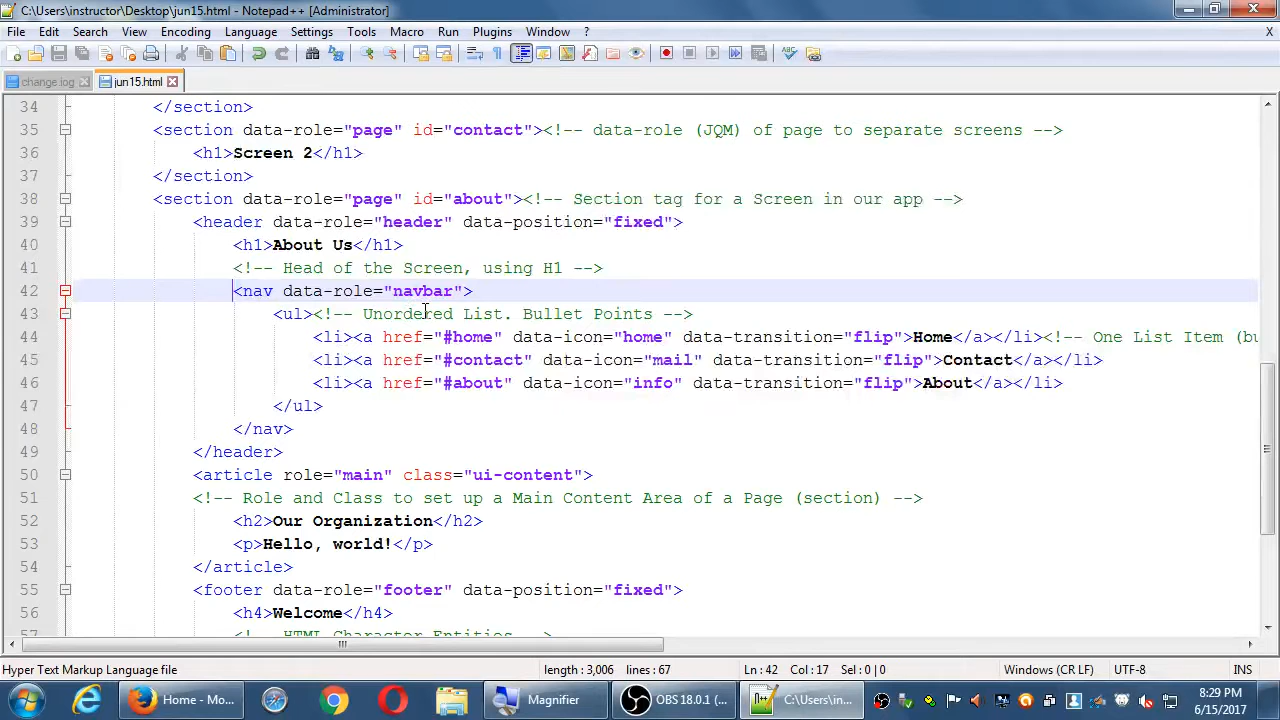 C:\Users\instructor\Desktop\jun15.html - Notepad++ [Administrator]
File Edit Search View Encoding Language Settings Tools Macro Run Plugins Window ? X
change.log jun15.html
34 </section>
35 <section data-role="page" id="contact"><!-- data-role (JQM) of page to separate screens -->
36 <h1>Screen 2</h1>
37 </section>
38 <section data-role="page" id="about"><!-- Section tag for a Screen in our app -->
39 <header data-role="header" data-position="fixed">
40 <h1>About Us</h1>
41 <!-- Head of the Screen, using H1 -->
42 <nav data-role="navbar">
43 <ul><!-- Unordered List. Bullet Points -->
44 <li><a href="#home" data-icon="home" data-transition="flip">Home</a></li><!-- One List Item (bu
45 <li><a href="#contact" data-icon="mail" data-transition="flip">Contact</a></li>
46 <li><a href="#about" data-icon="info" data-transition="flip">About</a></li>
47 </ul>
48 </nav>
49 </header>
50 <article role="main" class="ui-content">
51 <!-- Role and Class to set up a Main Content Area of a Page (section) -->
52 <h2>Our Organization</h2>
53 <p>Hello, world!</p>
54 </article>
55 <footer data-role="footer" data-position="fixed">
56 <h4>Welcome</h4>
57 <!-- HTML Character Entities -->
Hyper Text Markup Language file length : 3,006 lines : 67 Ln : 42 Col : 17 Sel : 0 | 0 Windows (CR LF) UTF-8 INS
Home - Mo... Magnifier OBS 18.0.1 (... C:\Users\in... 8:29 PM
6/15/2017